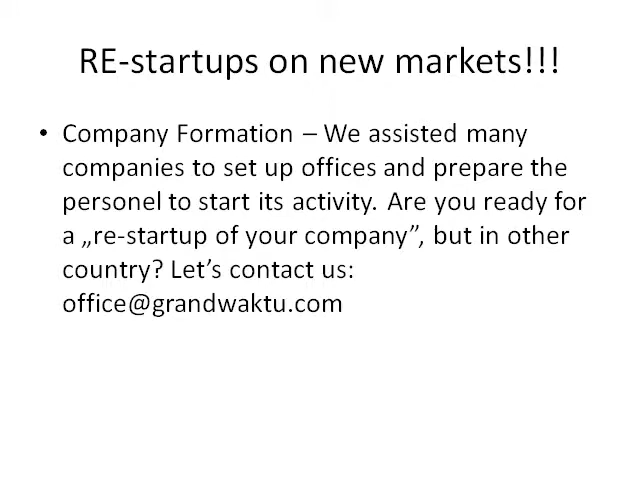 RE-startups on new markets!!!
• Company Formation – We assisted many
companies to set up offices and prepare the
personel to start its activity. Are you ready for
a „re-startup of your company”, but in other
country? Let’s contact us:
office@grandwaktu.com